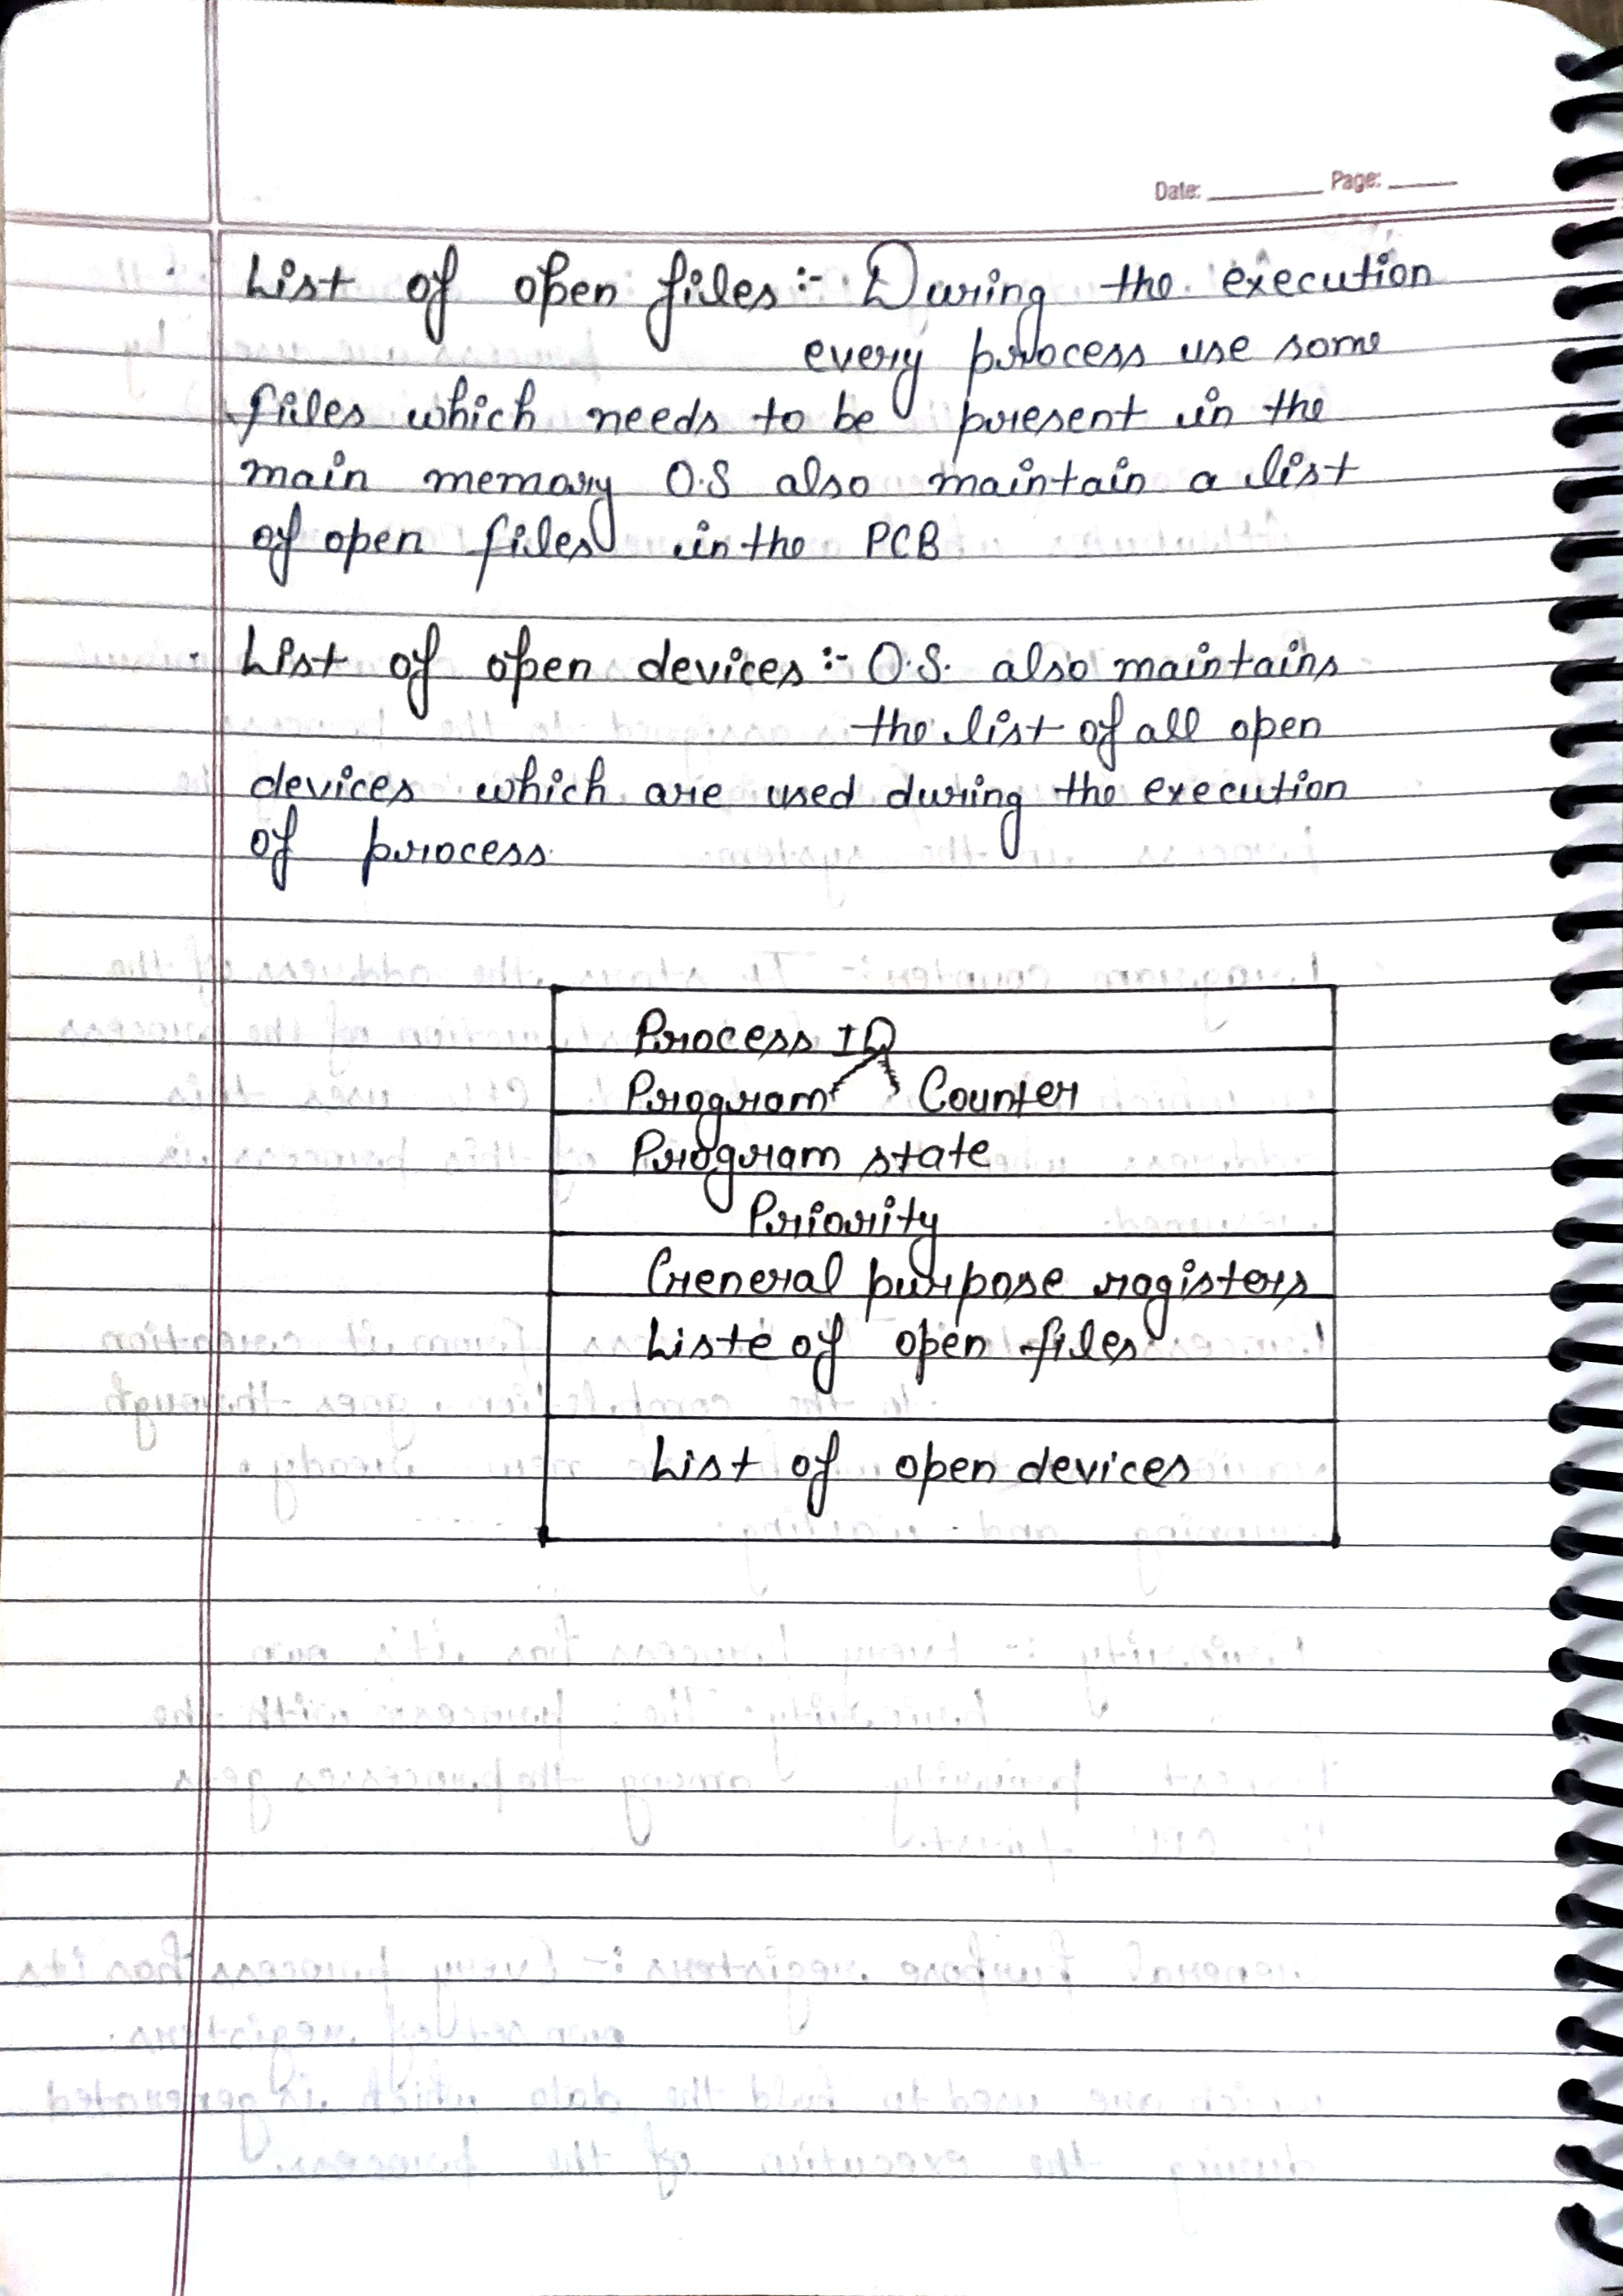 Date: Page:
List of open files :- During the execution
every process use some
files which needs to be present in the
main memory O.S also maintain a list
of open files in the PCB
List of open devices :- O.S. also maintains
the list of all open
devices which are used during the execution
of process.
Process ID
Program Counter
Program state
Priority
General purpose ragisters
Liste of open files
List of open devices